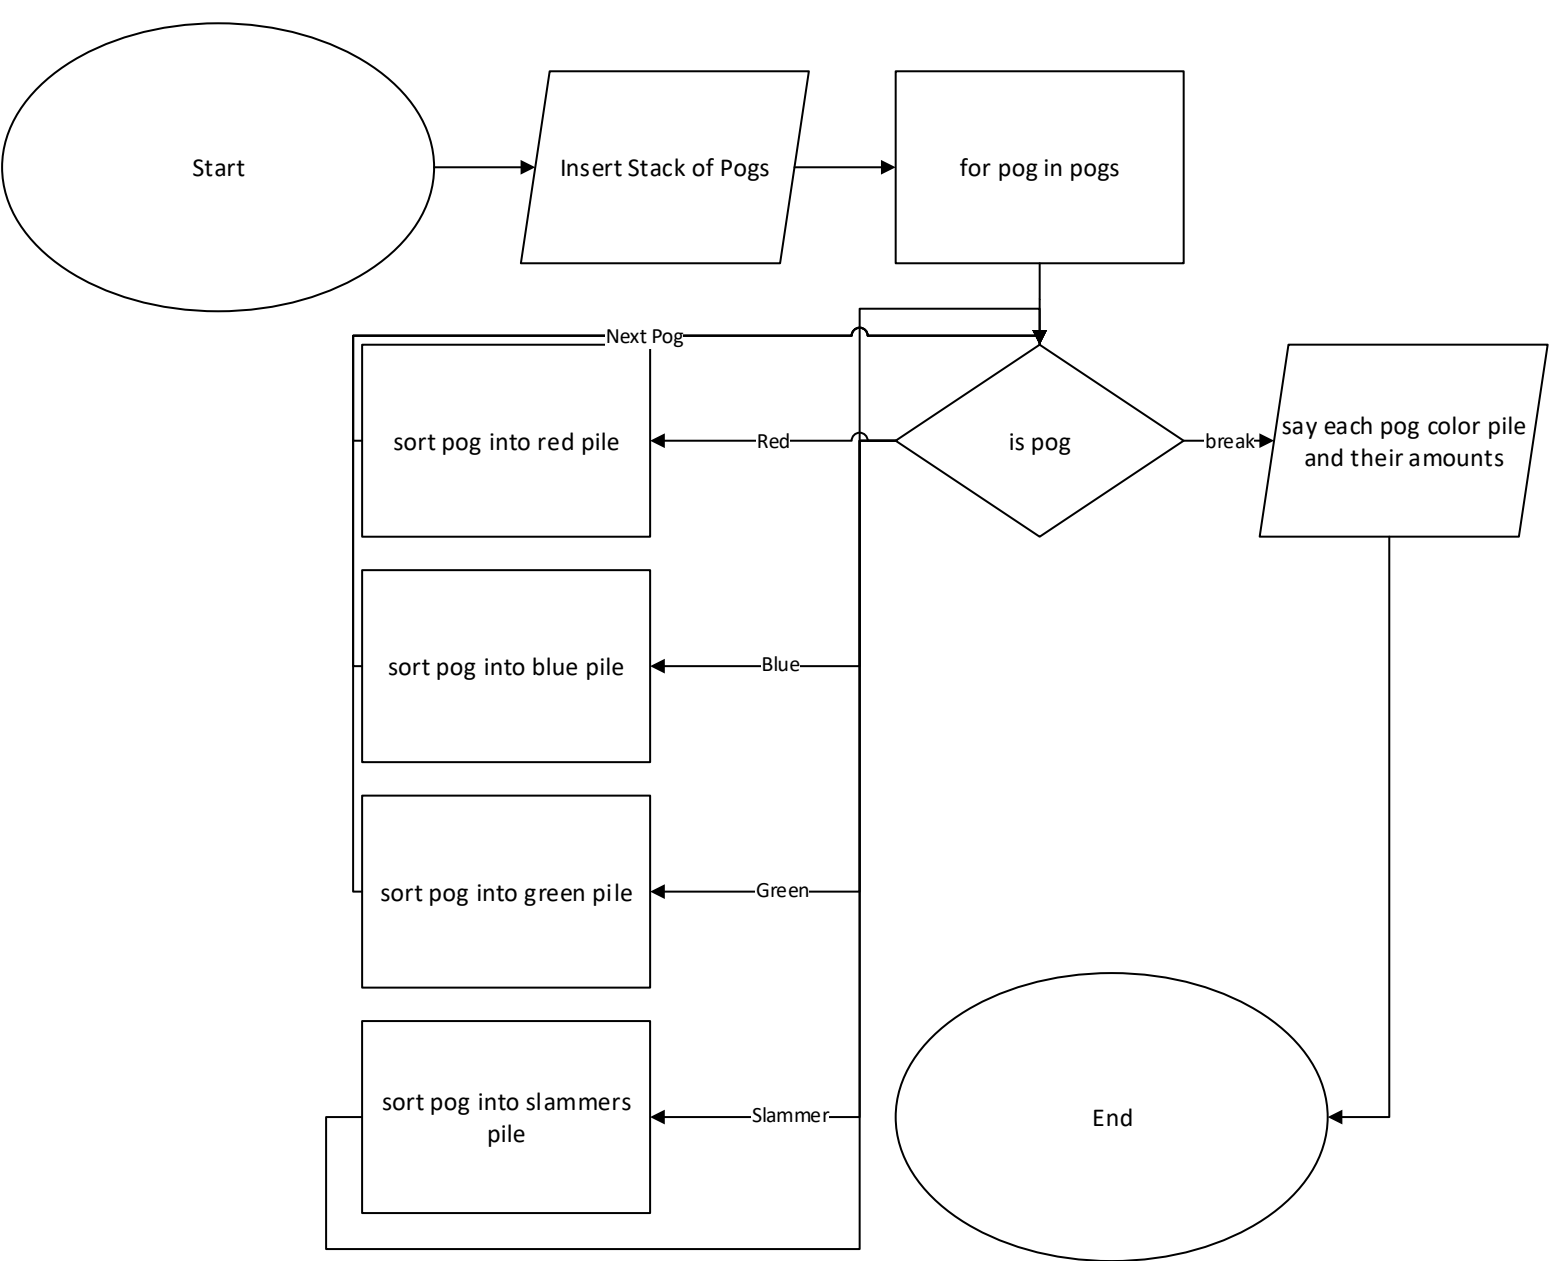 Start
Insert Stack of Pogs
for pog in pogs
Next Pog
sort pog into red pile
Red
is pog
break
say each pog color pile
and their amounts
sort pog into blue pile
Blue
sort pog into green pile
Green
sort pog into slammers
pile
Slammer
End